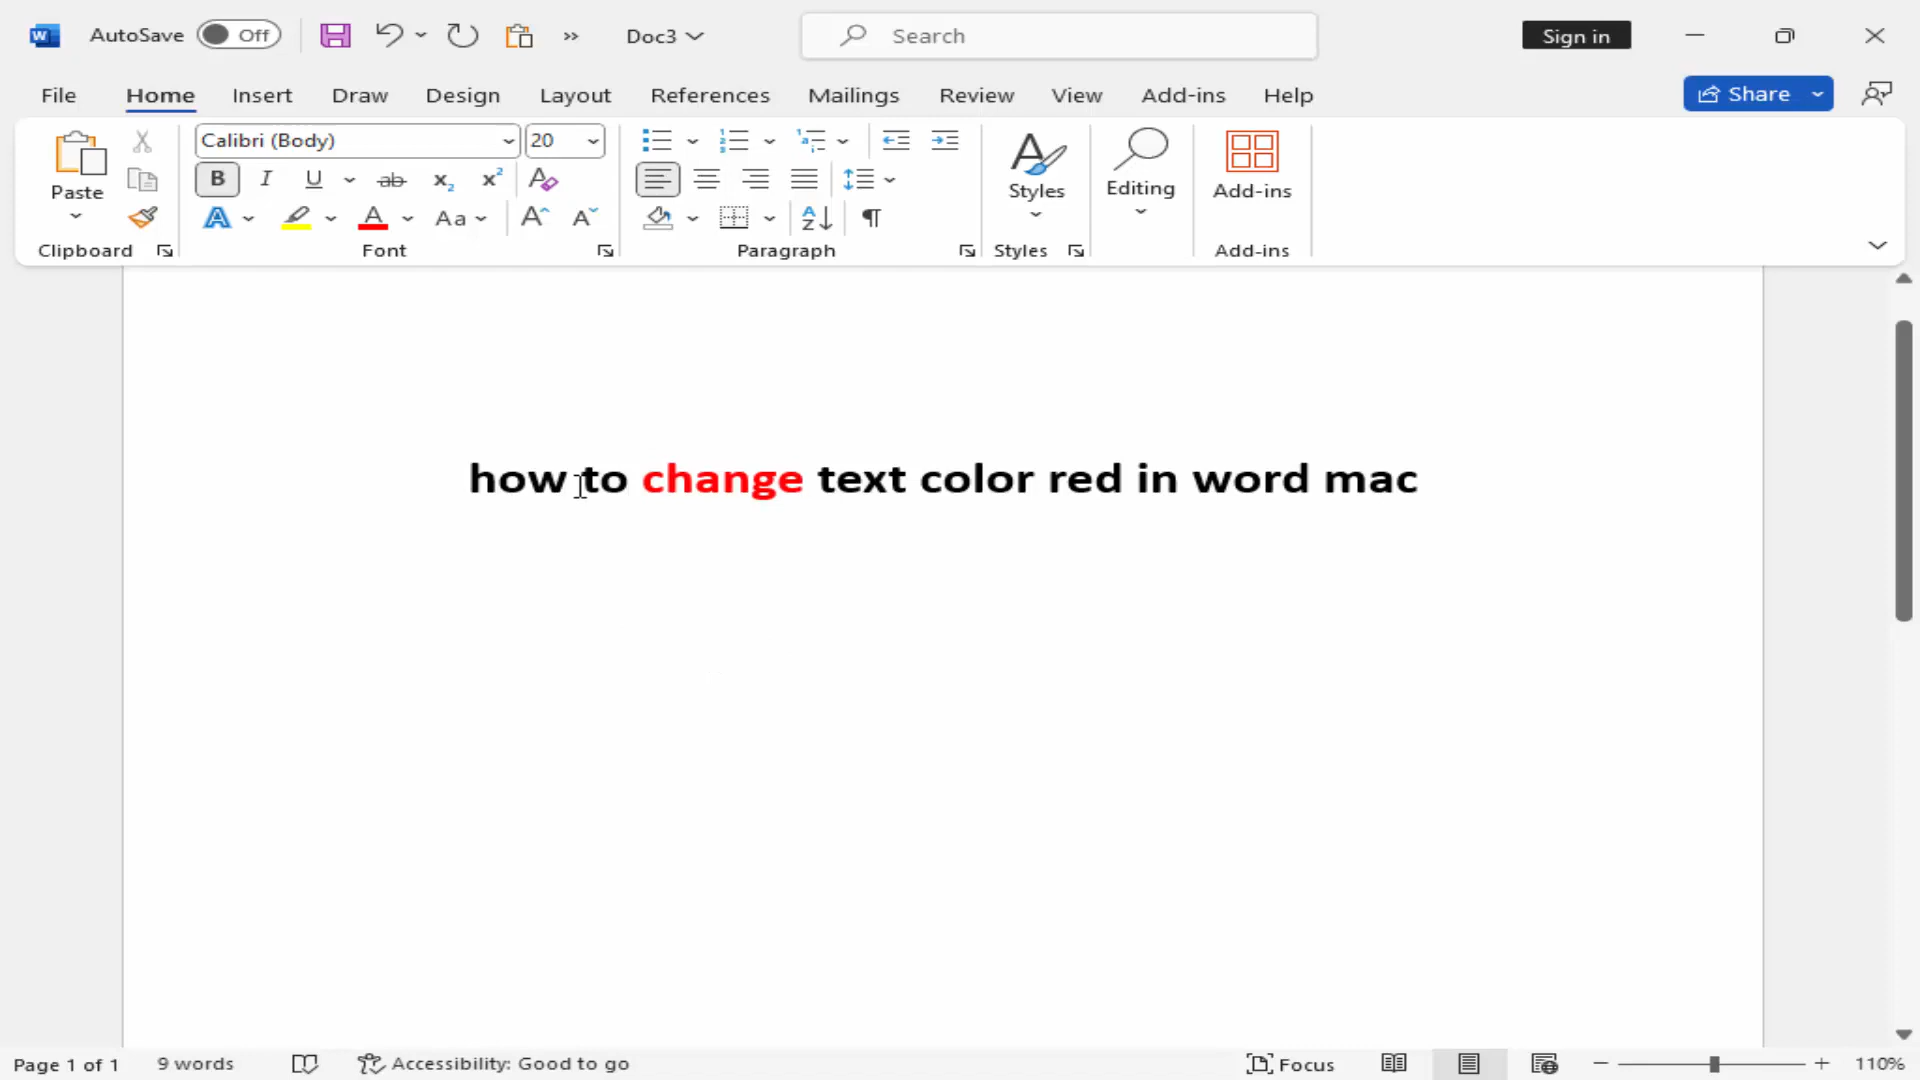 AutoSave Off Doc3 Search Sign in
File Home Insert Draw Design Layout References Mailings Review View Add-ins Help Share
Calibri (Body) 20
Paste Styles Editing Add-ins
Clipboard Font Paragraph Styles Add-ins
how to change text color red in word mac
Page 1 of 1 9 words Accessibility: Good to go Focus 110%